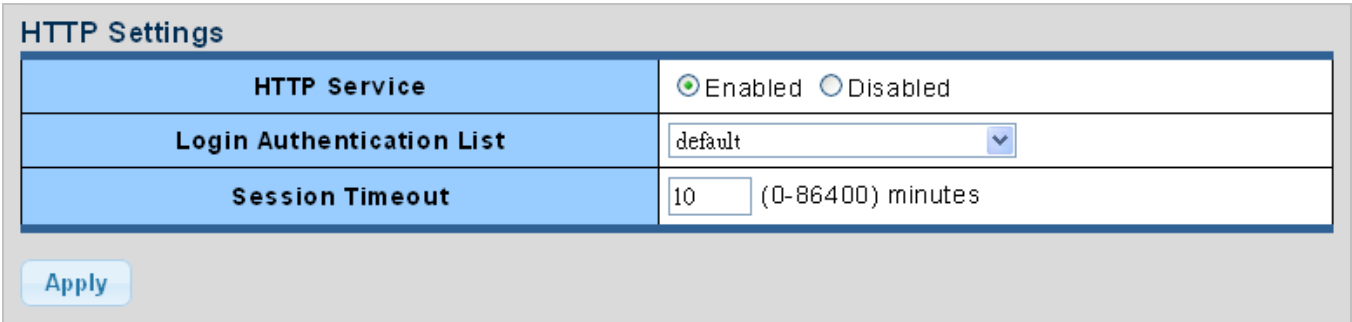 HTTP Settings
HTTP Service Enabled Disabled
Login Authentication List default
Session Timeout 10 (0-86400) minutes
Apply